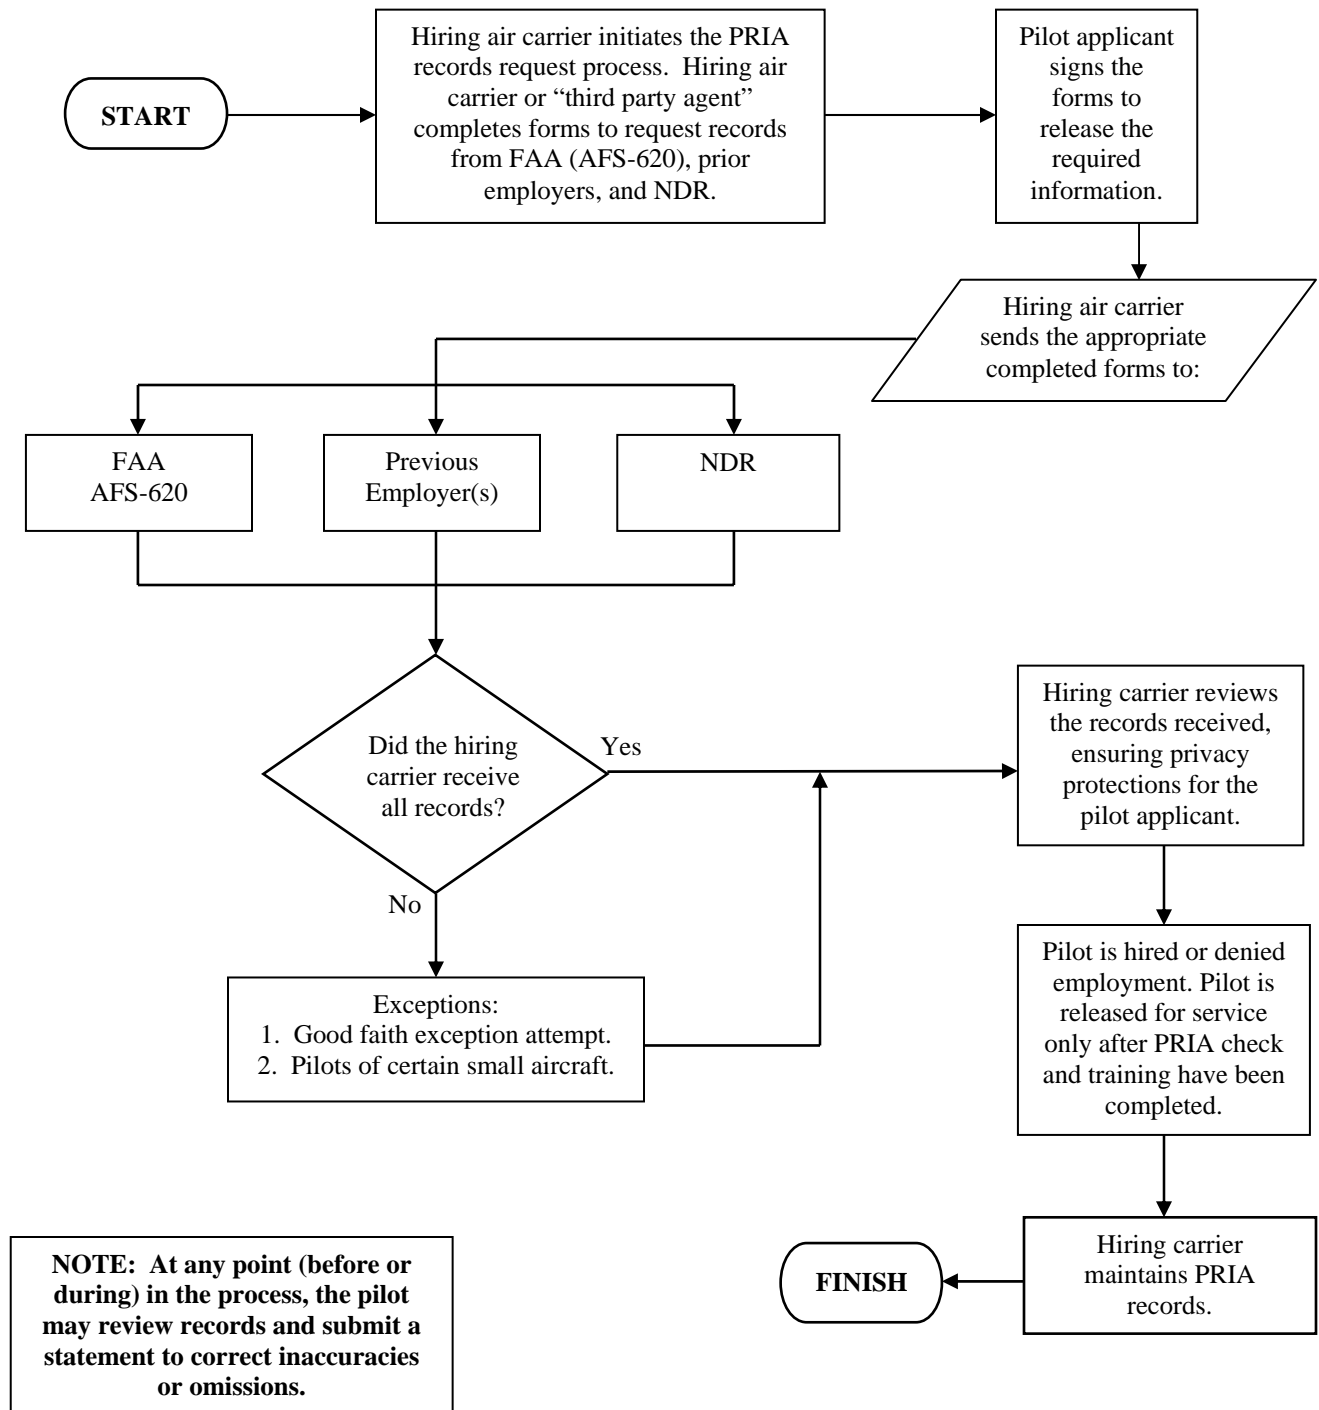 START
Hiring air carrier initiates the PRIA
records request process.  Hiring air
carrier or “third party agent”
completes forms to request records
from FAA (AFS-620), prior
employers, and NDR.
Pilot applicant
signs the
forms to
release the
required
information.
Hiring air carrier
sends the appropriate
completed forms to:
FAA
AFS-620
Previous
Employer(s)
NDR
Did the hiring
carrier receive
all records?
Yes
No
Exceptions:
1.  Good faith exception attempt.
2.  Pilots of certain small aircraft.
Hiring carrier reviews
the records received,
ensuring privacy
protections for the
pilot applicant.
Pilot is hired or denied
employment. Pilot is
released for service
only after PRIA check
and training have been
completed.
Hiring carrier
maintains PRIA
records.
FINISH
NOTE:  At any point (before or
during) in the process, the pilot
may review records and submit a
statement to correct inaccuracies
or omissions.